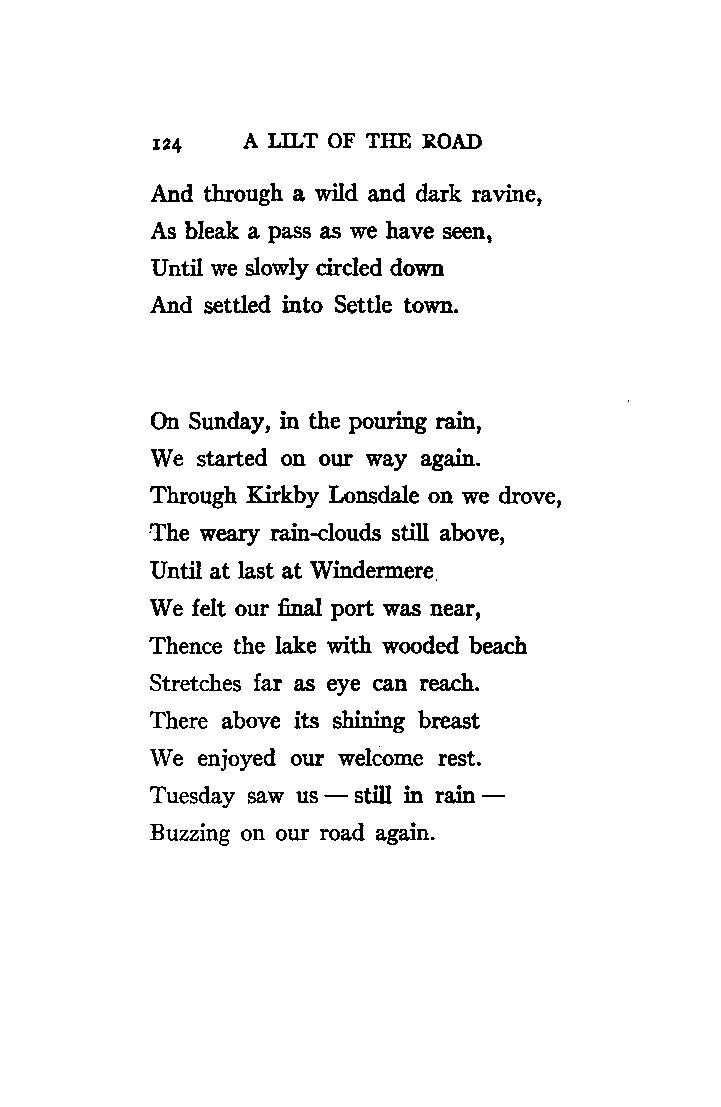 124 A LILT OF THE ROAD
And through a wild and dark ravine,
As bleak a pass as we have seen,
Until we slowly circled down
And settled into Settle town.
On Sunday, in the pouring rain,
We started on our way again.
Through Kirkby Lonsdale on we drove,
The weary rain-clouds still above,
Until at last at Windermere
We felt our final port was near,
Thence the lake with wooded beach
Stretches far as eye can reach.
There above its shining breast
We enjoyed our welcome rest.
Tuesday saw us — still in rain —
Buzzing on our road again.